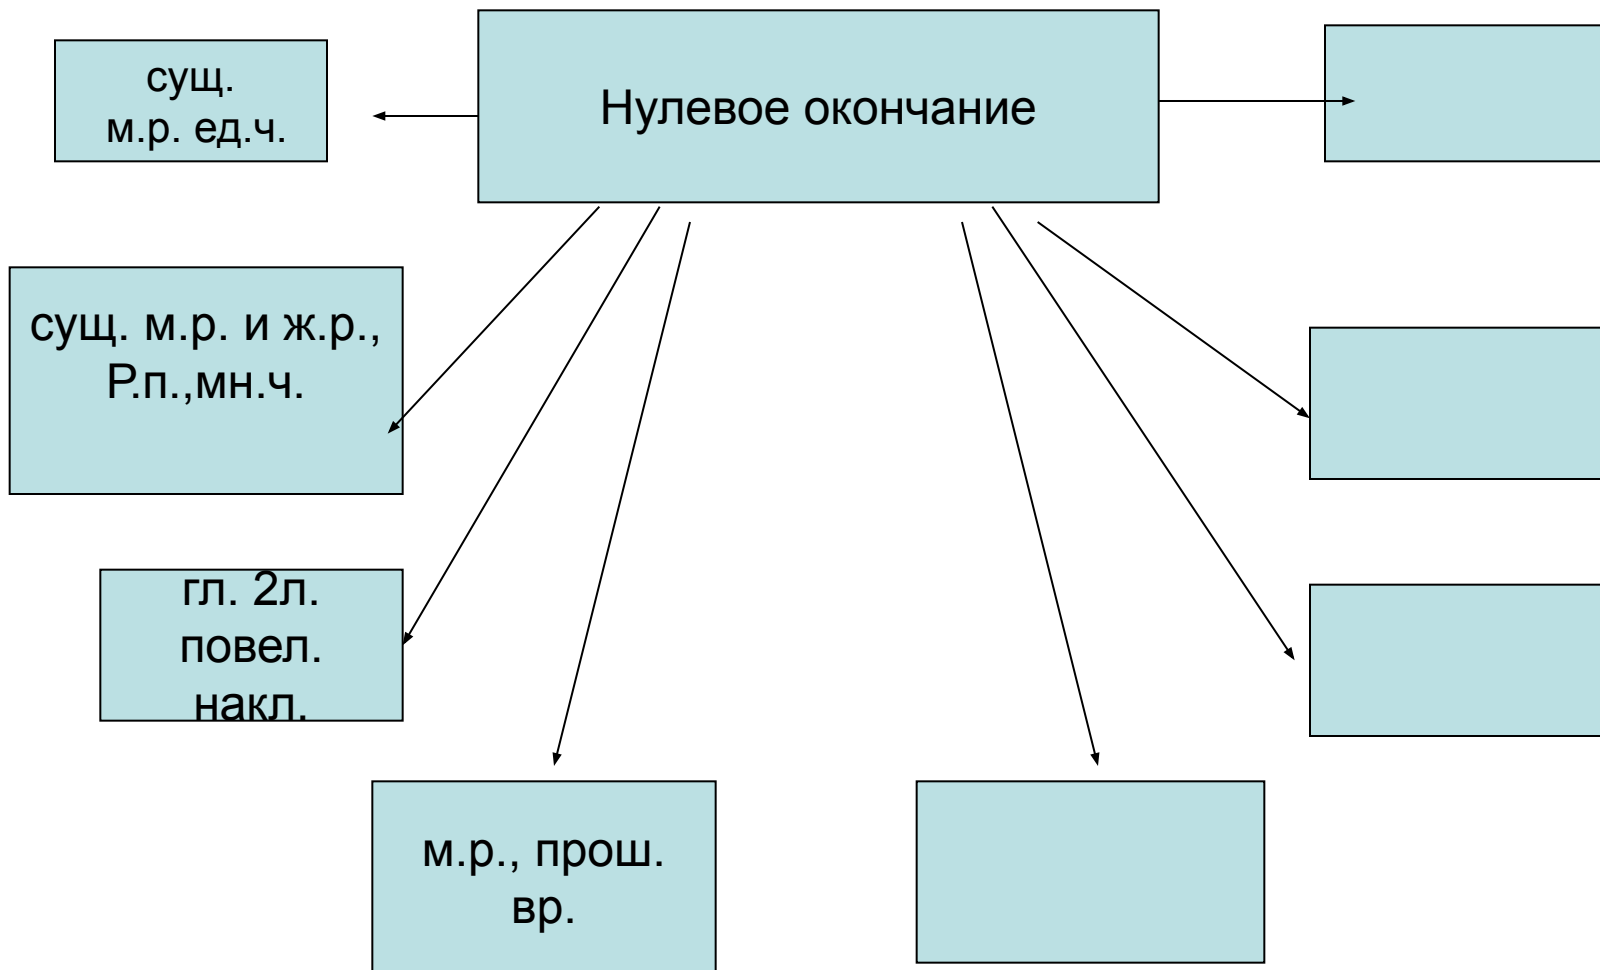 Нулевое окончание
сущ.
м.р. ед.ч.
сущ. м.р. и ж.р.,
Р.п.,мн.ч.
гл. 2л.
повел.
накл.
м.р., прош.
вр.